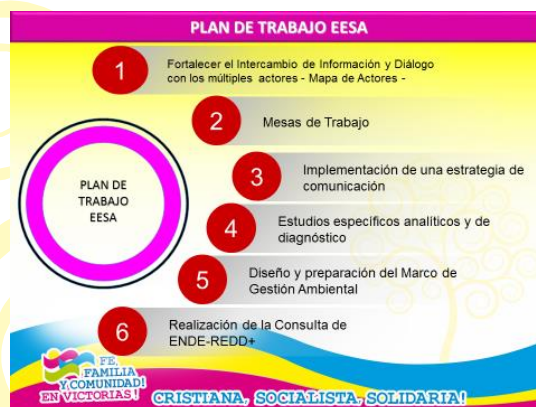 PLAN DE TRABAJO EESA
1
Fortalecer el Intercambio de Información y Diálogo
con los múltiples actores - Mapa de Actores -
2
Mesas de Trabajo
3
Implementación de una estrategia de
comunicación
PLAN DE
TRABAJO
EESA
4
Estudios específicos analíticos y de
diagnóstico
5
Diseño y preparación del Marco de
Gestión Ambiental
6
Realización de la Consulta de
ENDE-REDD+
FE,
FAMILIA
Y COMUNIDAD!
EN VICTORIAS!
CRISTIANA, SOCIALISTA, SOLIDARIA!